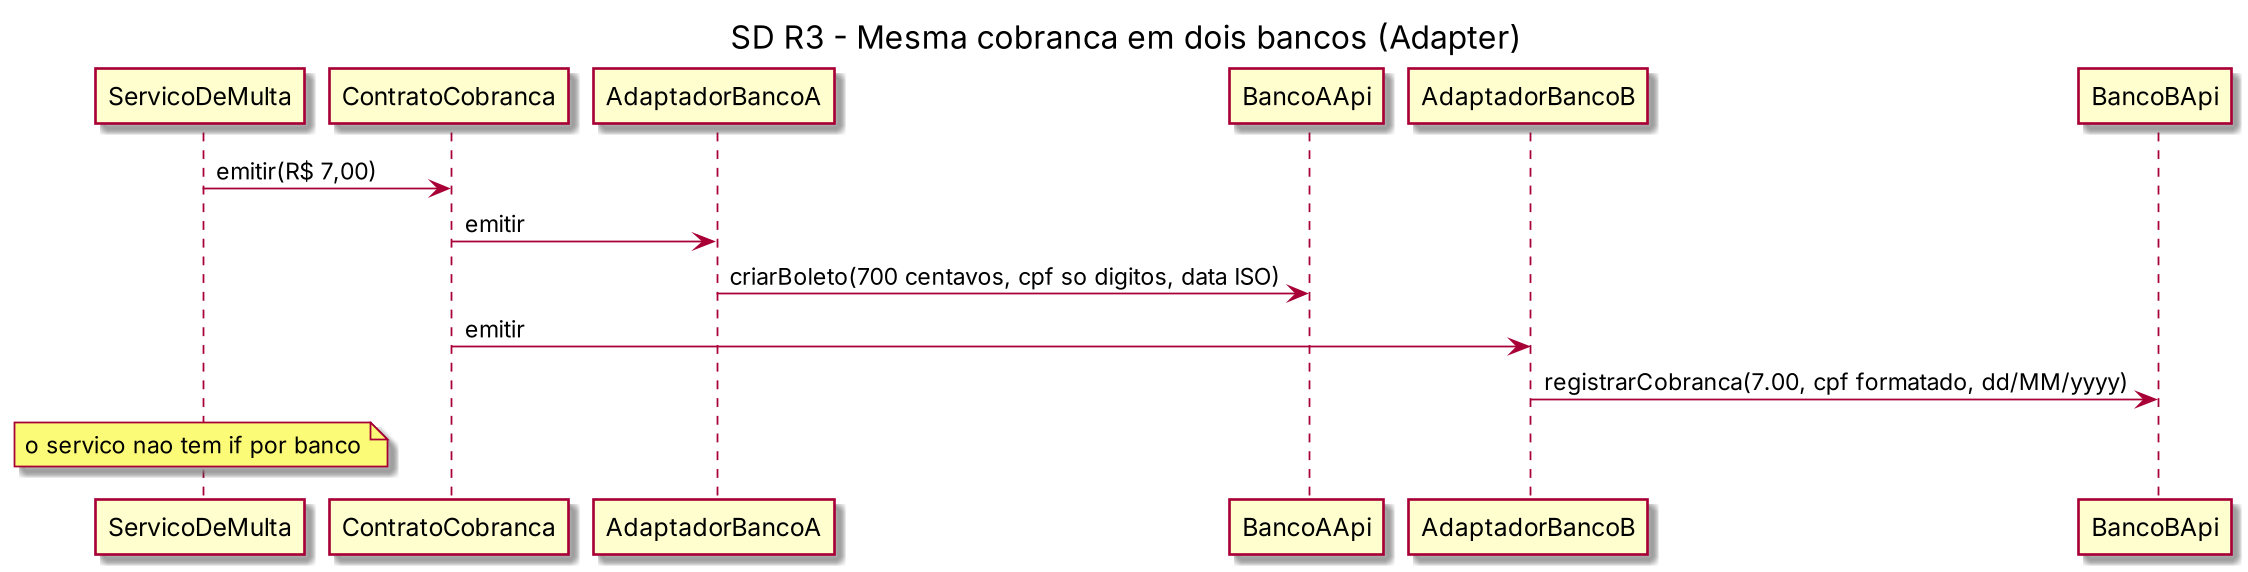 SD R3 - Mesma cobranca em dois bancos (Adapter)
ServicoDeMulta
ContratoCobranca
AdaptadorBancoA
BancoAApi
AdaptadorBancoB
BancoBApi
emitir(R$ 7,00)
emitir
criarBoleto(700 centavos, cpf so digitos, data ISO)
emitir
registrarCobranca(7.00, cpf formatado, dd/MM/yyyy)
o servico nao tem if por banco
ServicoDeMulta
ContratoCobranca
AdaptadorBancoA
BancoAApi
AdaptadorBancoB
BancoBApi